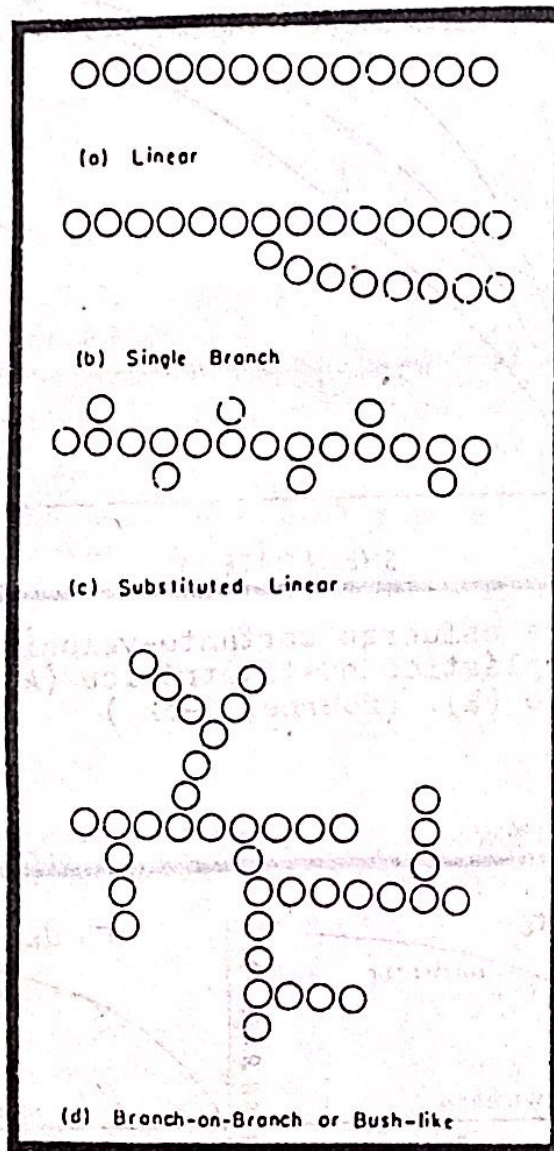 (a) Linear
(b) Single Branch
(c) Substituted Linear
(d) Branch-on-Branch or Bush-like